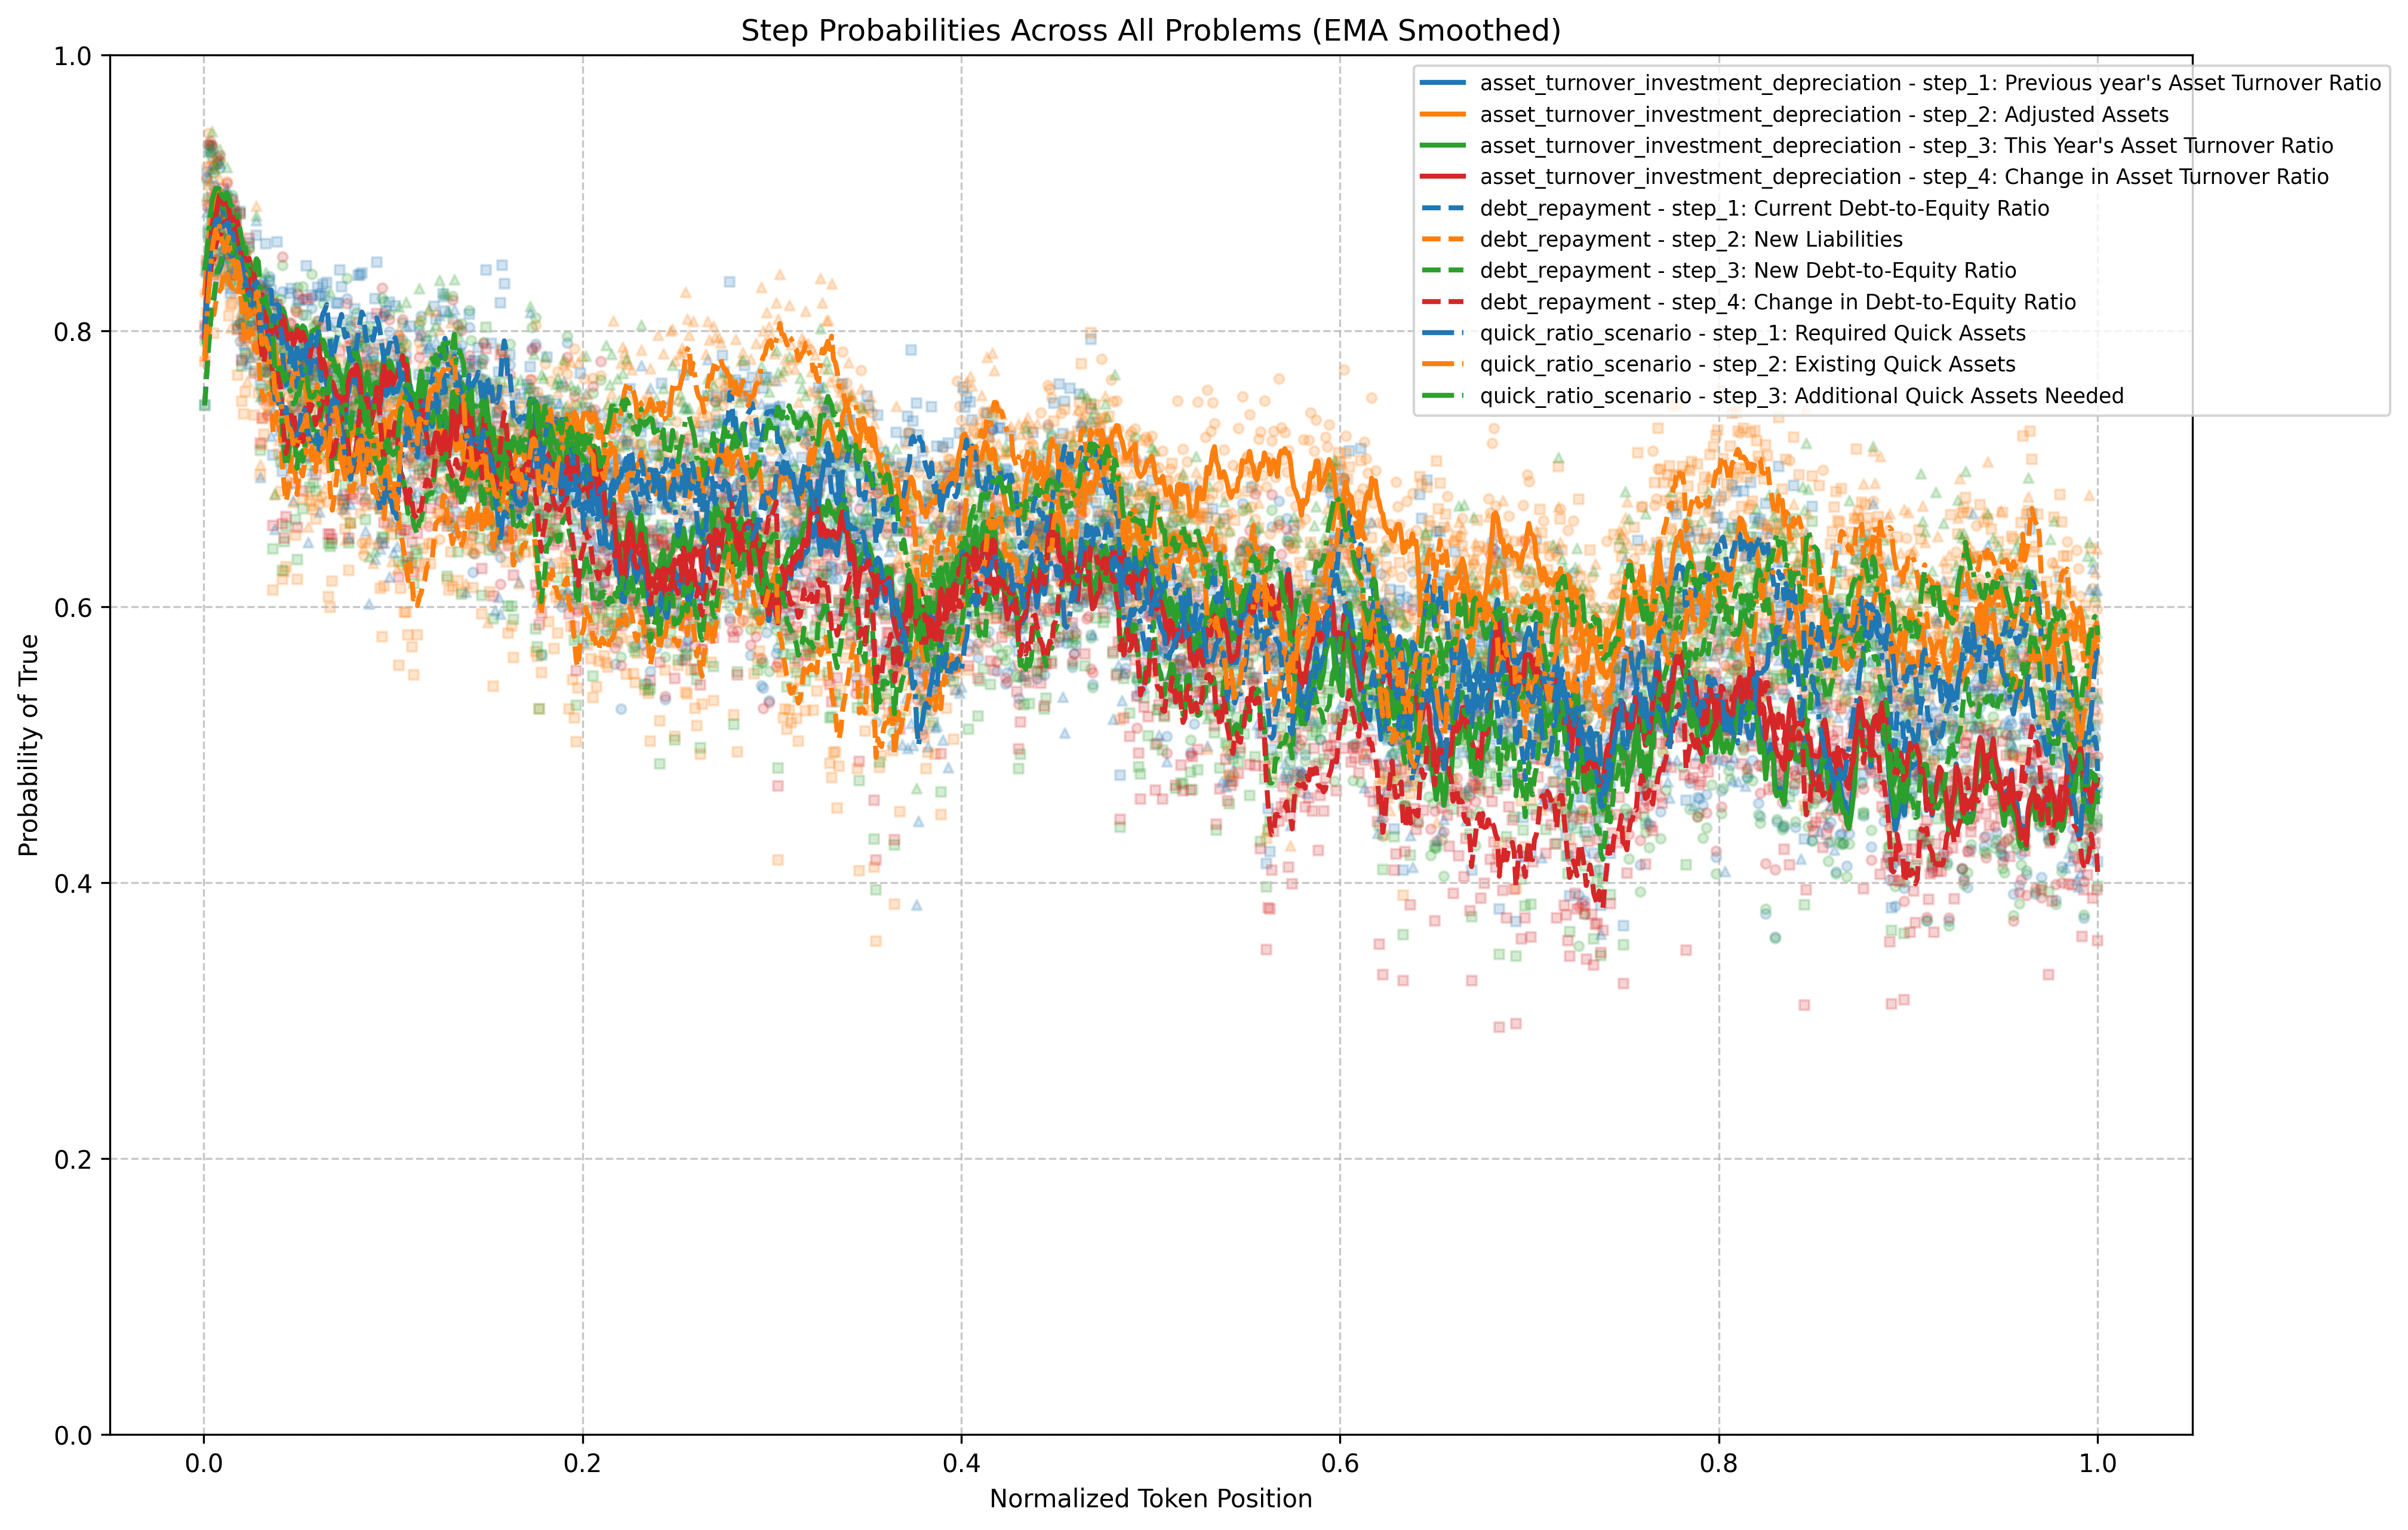 Step Probabilities Across All Problems (EMA Smoothed)
asset_turnover_investment_depreciation - step_1: Previous year's Asset Turnover Ratio
asset_turnover_investment_depreciation - step_2: Adjusted Assets
asset_turnover_investment_depreciation - step_3: This Year's Asset Turnover Ratio
asset_turnover_investment_depreciation - step_4: Change in Asset Turnover Ratio
debt_repayment - step_1: Current Debt-to-Equity Ratio
debt_repayment - step_2: New Liabilities
debt_repayment - step_3: New Debt-to-Equity Ratio
debt_repayment - step_4: Change in Debt-to-Equity Ratio
quick_ratio_scenario - step_1: Required Quick Assets
quick_ratio_scenario - step_2: Existing Quick Assets
quick_ratio_scenario - step_3: Additional Quick Assets Needed
Probability of True
1.0
0.8
0.6
0.4
0.2
0.0
0.0 0.2 0.4 0.6 0.8 1.0
Normalized Token Position